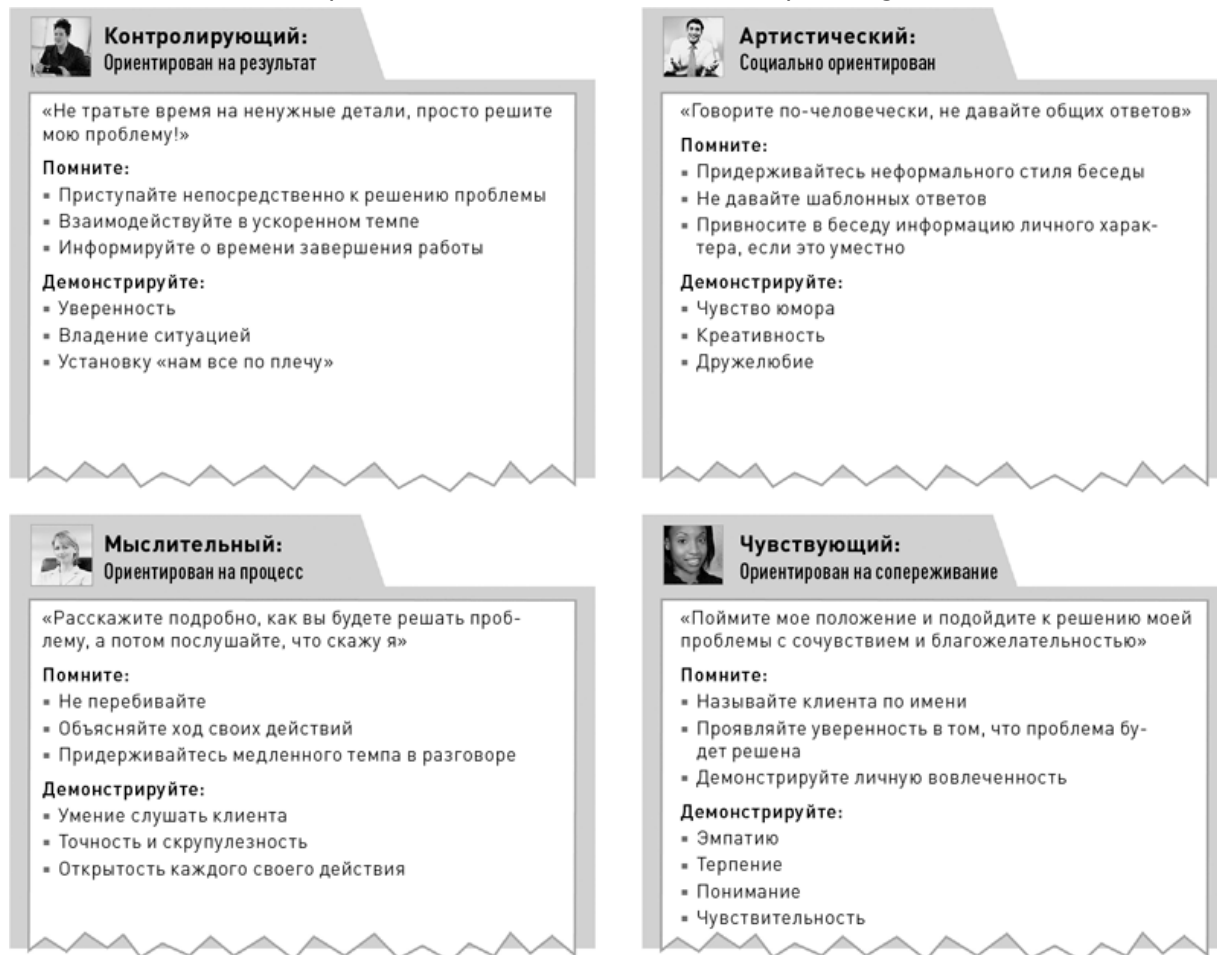 Контролирующий:
Ориентирован на результат
«Не тратьте время на ненужные детали, просто решите
мою проблему!»
Помните:
▪ Приступайте непосредственно к решению проблемы
▪ Взаимодействуйте в ускоренном темпе
▪ Информируйте о времени завершения работы
Демонстрируйте:
▪ Уверенность
▪ Владение ситуацией
▪ Установку «нам все по плечу»
Артистический:
Социально ориентирован
«Говорите по-человечески, не давайте общих ответов»
Помните:
▪ Придерживайтесь неформального стиля беседы
▪ Не давайте шаблонных ответов
▪ Привносите в беседу информацию личного харак-
тера, если это уместно
Демонстрируйте:
▪ Чувство юмора
▪ Креативность
▪ Дружелюбие
Мыслительный:
Ориентирован на процесс
«Расскажите подробно, как вы будете решать проб-
лему, а потом послушайте, что скажу я»
Помните:
▪ Не перебивайте
▪ Объясняйте ход своих действий
▪ Придерживайтесь медленного темпа в разговоре
Демонстрируйте:
▪ Умение слушать клиента
▪ Точность и скрупулезность
▪ Открытость каждого своего действия
Чувствующий:
Ориентирован на сопереживание
«Поймите мое положение и подойдите к решению моей
проблемы с сочувствием и благожелательностью»
Помните:
▪ Называйте клиента по имени
▪ Проявляйте уверенность в том, что проблема бу-
дет решена
▪ Демонстрируйте личную вовлеченность
Демонстрируйте:
▪ Эмпатию
▪ Терпение
▪ Понимание
▪ Чувствительность